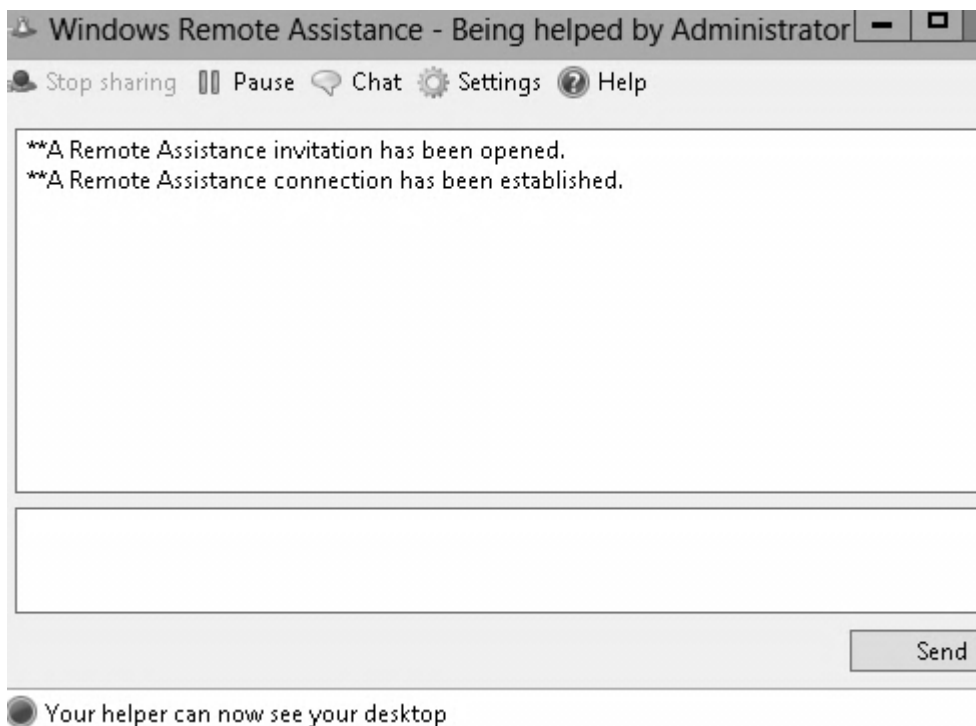 Windows Remote Assistance - Being helped by Administrator
Stop sharing Pause Chat Settings Help
**A Remote Assistance invitation has been opened.
**A Remote Assistance connection has been established.
Send
Your helper can now see your desktop